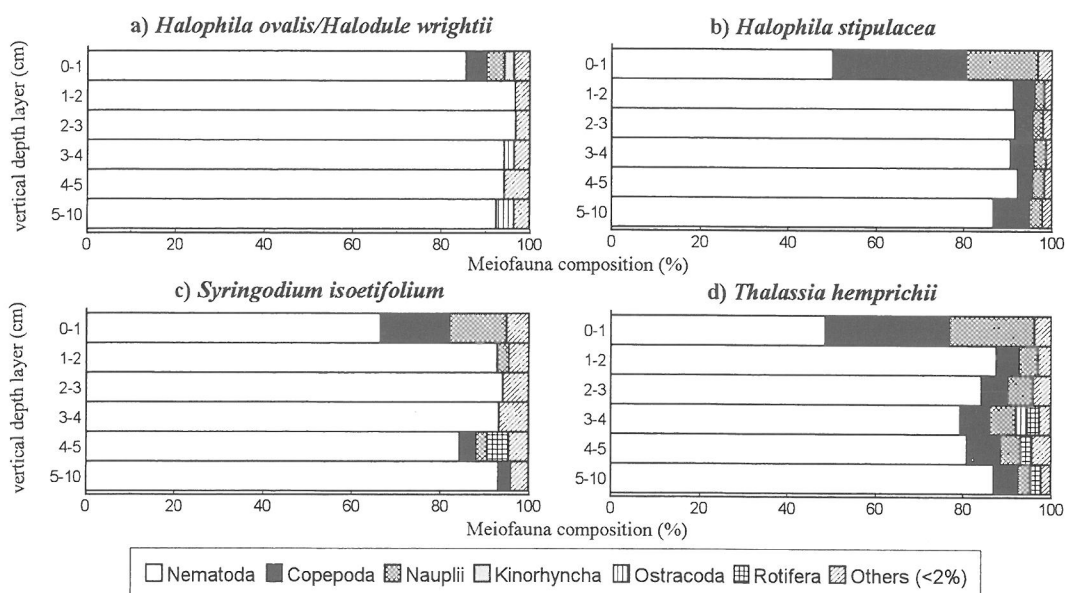 a) Halophila ovalis/Halodule wrightii
b) Halophila stipulacea
vertical depth layer (cm)
0-1
1-2
2-3
3-4
4-5
5-10
0 20 40 60 80 100
0-1
1-2
2-3
3-4
4-5
5-10
0 20 40 60 80 100
Meiofauna composition (%)
c) Syringodium isoetifolium
d) Thalassia hemprichii
vertical depth layer (cm)
0-1
1-2
2-3
3-4
4-5
5-10
0 20 40 60 80 100
0-1
1-2
2-3
3-4
4-5
5-10
0 20 40 60 80 100
Meiofauna composition (%)
Nematoda Copepoda Nauplii Kinorhyncha Ostracoda Rotifera Others (<2%)